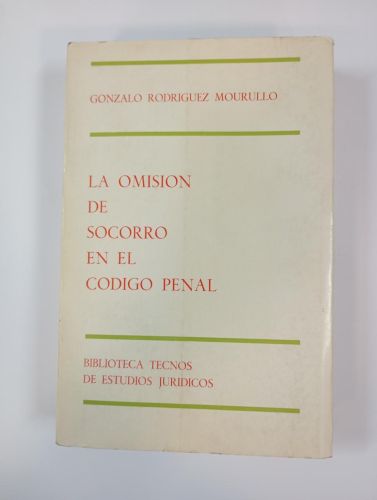 GONZALO RODRIGUEZ MOURULLO
LA OMISION
DE
SOCORRO
EN EL
CODIGO PENAL
BIBLIOTECA TECNOS
DE ESTUDIOS JURIDICOS